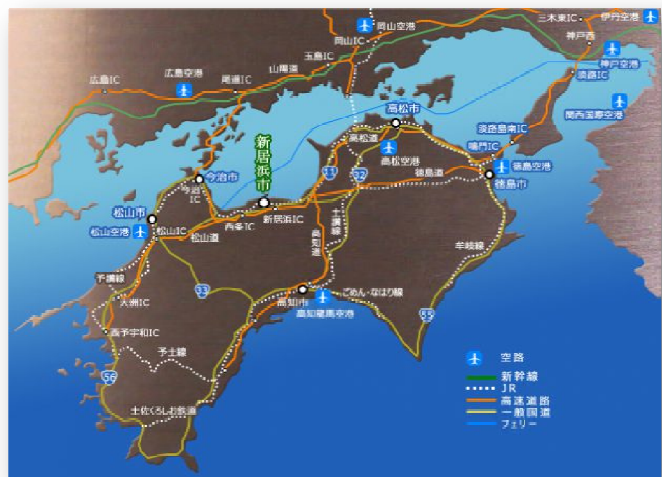 三木東IC
伊丹空港
岡山空港
岡山IC
神戸西
玉島IC
神戸空港
山陽道
淡路IC
広島IC
広島空港
尾道IC
関西国際空港
高松市
淡路島南IC
高松道
鳴門IC
新居浜市
高松空港
徳島空港
今治市
11
32
徳島道
徳島市
今治IC
松山市
土讃線
新居浜IC
西条IC
松山IC
松山道
高知道
牟岐線
松山空港
予讃線
33
ごめん・なはり線
大洲IC
高知市
高知龍馬空港
55
西予宇和IC
予土線
56
土佐くろしお鉄道
空路
新幹線
JR
高速道路
一般国道
フェリー